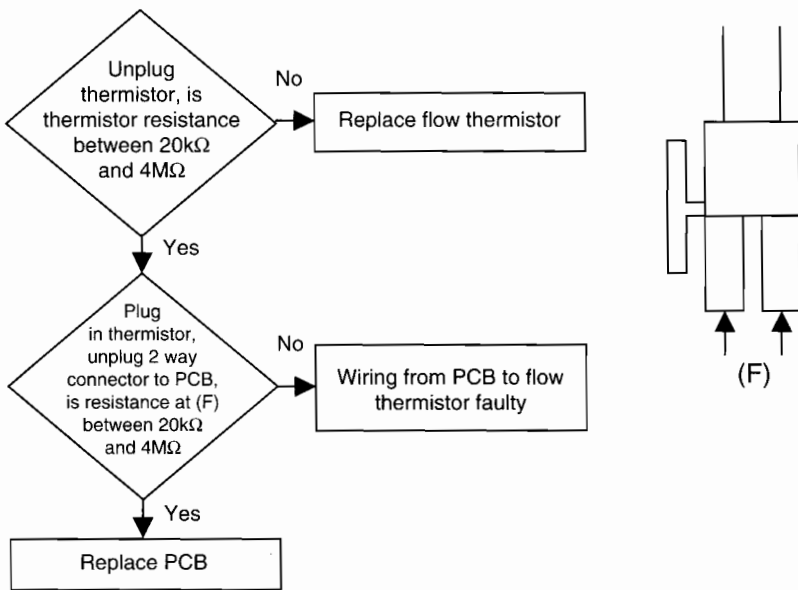 Unplug
thermistor, is
thermistor resistance
between 20kΩ
and 4MΩ
No
Replace flow thermistor
Yes
Plug
in thermistor,
unplug 2 way
connector to PCB,
is resistance at (F)
between 20kΩ
and 4MΩ
No
Wiring from PCB to flow
thermistor faulty
(F)
Yes
Replace PCB